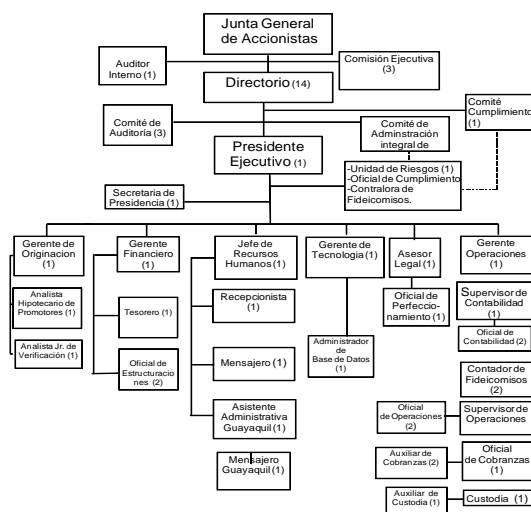 Junta General
de Accionistas
Auditor
Interno (1)
Comisión Ejecutiva
(3)
Directorio (14)
Comité
Cumplimiento
(1)
Comité de
Auditoría (3)
Comité de
Adminstración
integral de
Presidente
Ejecutivo (1)
-Unidad de Riesgos (1)
-Oficial de Cumplimiento
-Contralora de
Fideicomisos.
Secretaria de
Presidencia (1)
Gerente de
Originacion
(1)
Gerente
Financiero
(1)
Jefe de
Recursos
Humanos (1)
Gerente de
Tecnología (1)
Asesor
Legal (1)
Gerente
Operaciones
(1)
Analista
Hipotecario de
Promotores (1)
Analista Jr. de
Verificación (1)
Tesorero (1)
Oficial de
Estructuracio
nes (2)
Recepcionista
(1)
Mensajero (1)
Asistente
Administrativa
Guayaquil (1)
Mensajero
Guayaquil (1)
Administrador
de
Base de Datos
(1)
Oficial de
Perfeccio-
namiento (1)
Supervisor de
Contabilidad
(1)
Oficial de
Contabilidad (2)
Contador de
Fideicomisos
(2)
Oficial
de Operaciones
(2)
Supervisor de
Operaciones
Auxiliar de
Cobranzas (2)
Oficial
de Cobranzas
(1)
Auxiliar de
Custodia (1)
Custodia (1)